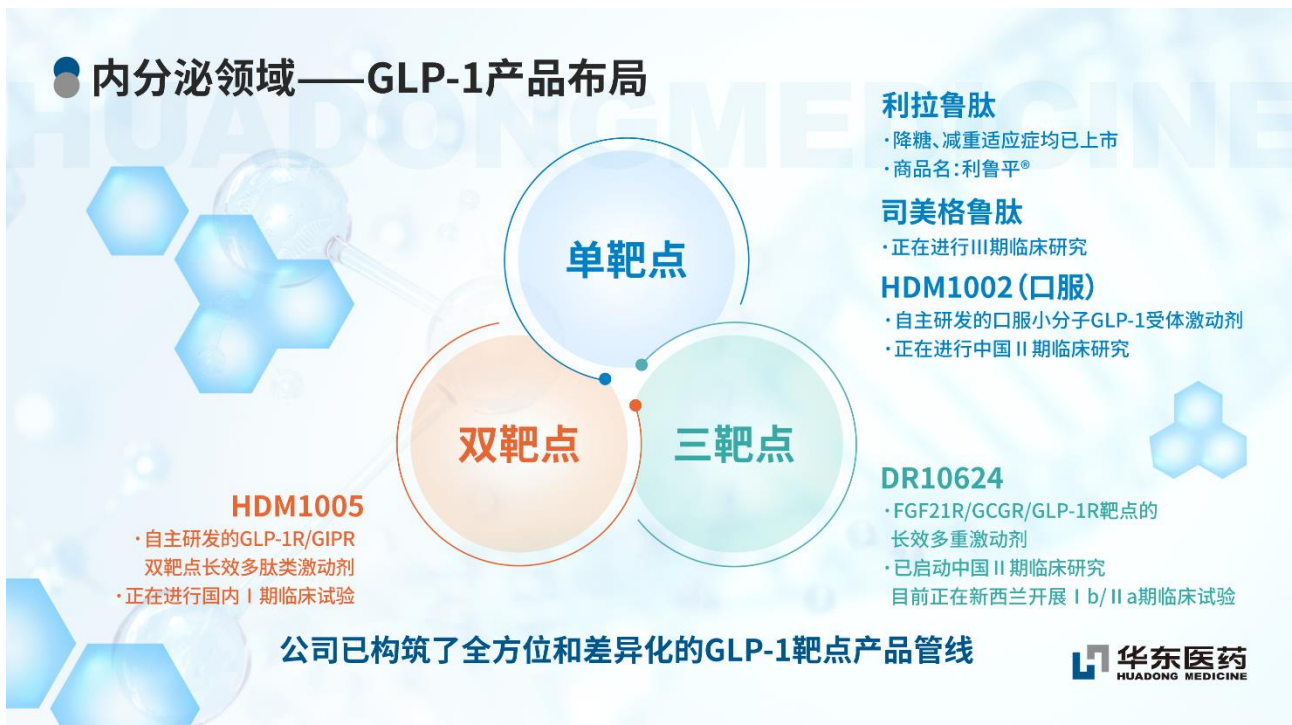 HUADONG MEDICINE
内分泌领域——GLP-1产品布局
单靶点
利拉鲁肽
·降糖、减重适应症均已上市
·商品名：利鲁平®
司美格鲁肽
·正在进行III期临床研究
HDM1002（口服）
·自主研发的口服小分子GLP-1受体激动剂
·正在进行中国II期临床研究
双靶点
HDM1005
·自主研发的GLP-1R/GIPR
双靶点长效多肽类激动剂
·正在进行国内I期临床试验
三靶点
DR10624
·FGF21R/GCGR/GLP-1R靶点的
长效多重激动剂
·已启动中国II期临床研究
目前正在新西兰开展Ib/IIa期临床试验
公司已构筑了全方位和差异化的GLP-1靶点产品管线
华东医药
HUADONG MEDICINE